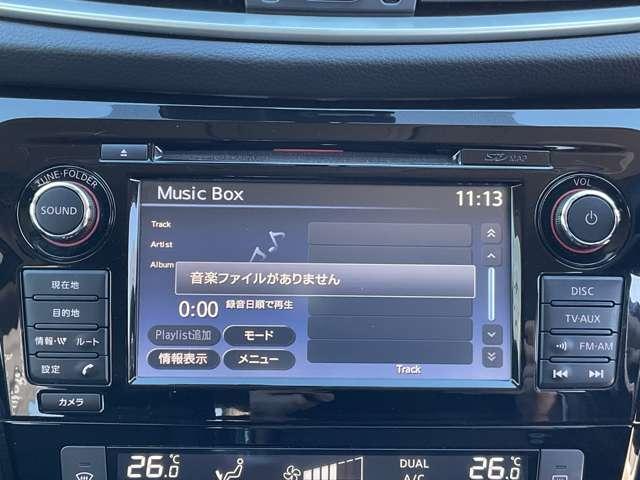 TUNE・FOLDER
SOUND
VOL
Music Box
11:13
Track
Artist
Album
音楽ファイルがありません
0:00
録音日順で再生
Playlist追加
モード
情報表示
メニュー
Track
現在地
目的地
情報・VI
ルート
設定
カメラ
DISC
TV・AUX
FM・AM
26.0℃
DUAL
A/C
26.0℃